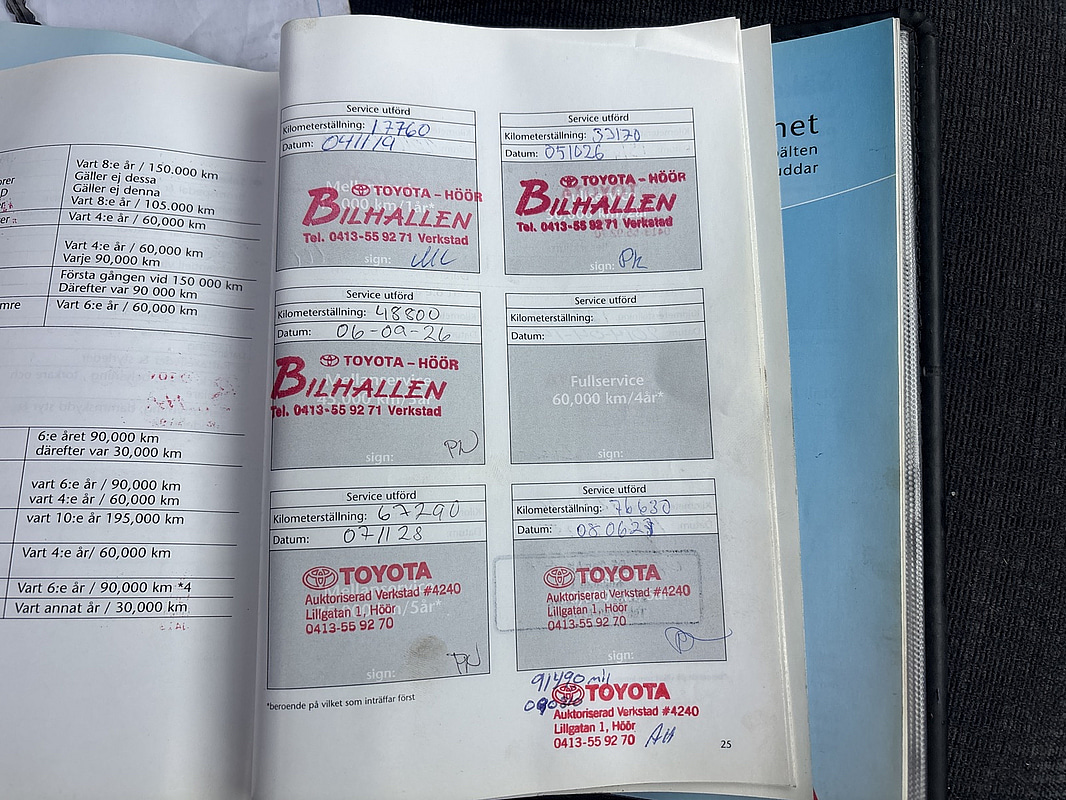 Vart 8:e år / 150.000 km
Gäller ej dessa
Gäller ej denna
Vart 8:e år / 105.000 km
Vart 4:e år / 60,000 km
Vart 4:e år / 60,000 km
Varje 90,000 km
Första gången vid 150 000 km
Därefter var 90 000 km
Vart 6:e år / 60,000 km
6:e året 90,000 km
därefter var 30,000 km
vart 6:e år / 90,000 km
vart 4:e år / 60,000 km
vart 10:e år 195,000 km
Vart 4:e år/ 60,000 km
Vart 6:e år / 90,000 km *4
Vart annat år / 30,000 km
Service utförd
Kilometerställning: 17760
Datum: 041119
TOYOTA - HÖÖR
BILHALLEN
Tel. 0413-55 92 71 Verkstad
sign:
Service utförd
Kilometerställning: 33170
Datum: 051026
TOYOTA - HÖÖR
BILHALLEN
Tel. 0413-55 92 71 Verkstad
sign:
Service utförd
Kilometerställning: 48800
Datum: 06-09-26
TOYOTA - HÖÖR
BILHALLEN
Tel. 0413-55 92 71 Verkstad
sign: PN
Service utförd
Kilometerställning:
Datum:
Fullservice
60,000 km/4år*
sign:
Service utförd
Kilometerställning: 67290
Datum: 071128
TOYOTA
Auktoriserad Verkstad #4240
Lillgatan 1, Höör
0413-55 92 70
km/5år*
sign: PN
Service utförd
Kilometerställning: 76630
Datum:
TOYOTA
Auktoriserad Verkstad #4240
Lillgatan 1, Höör
0413-55 92 70
sign:
91490 mil
TOYOTA
Auktoriserad Verkstad #4240
Lillgatan 1, Höör
0413-55 92 70
*beroende på vilket som inträffar först
25
het
bälten
uddar